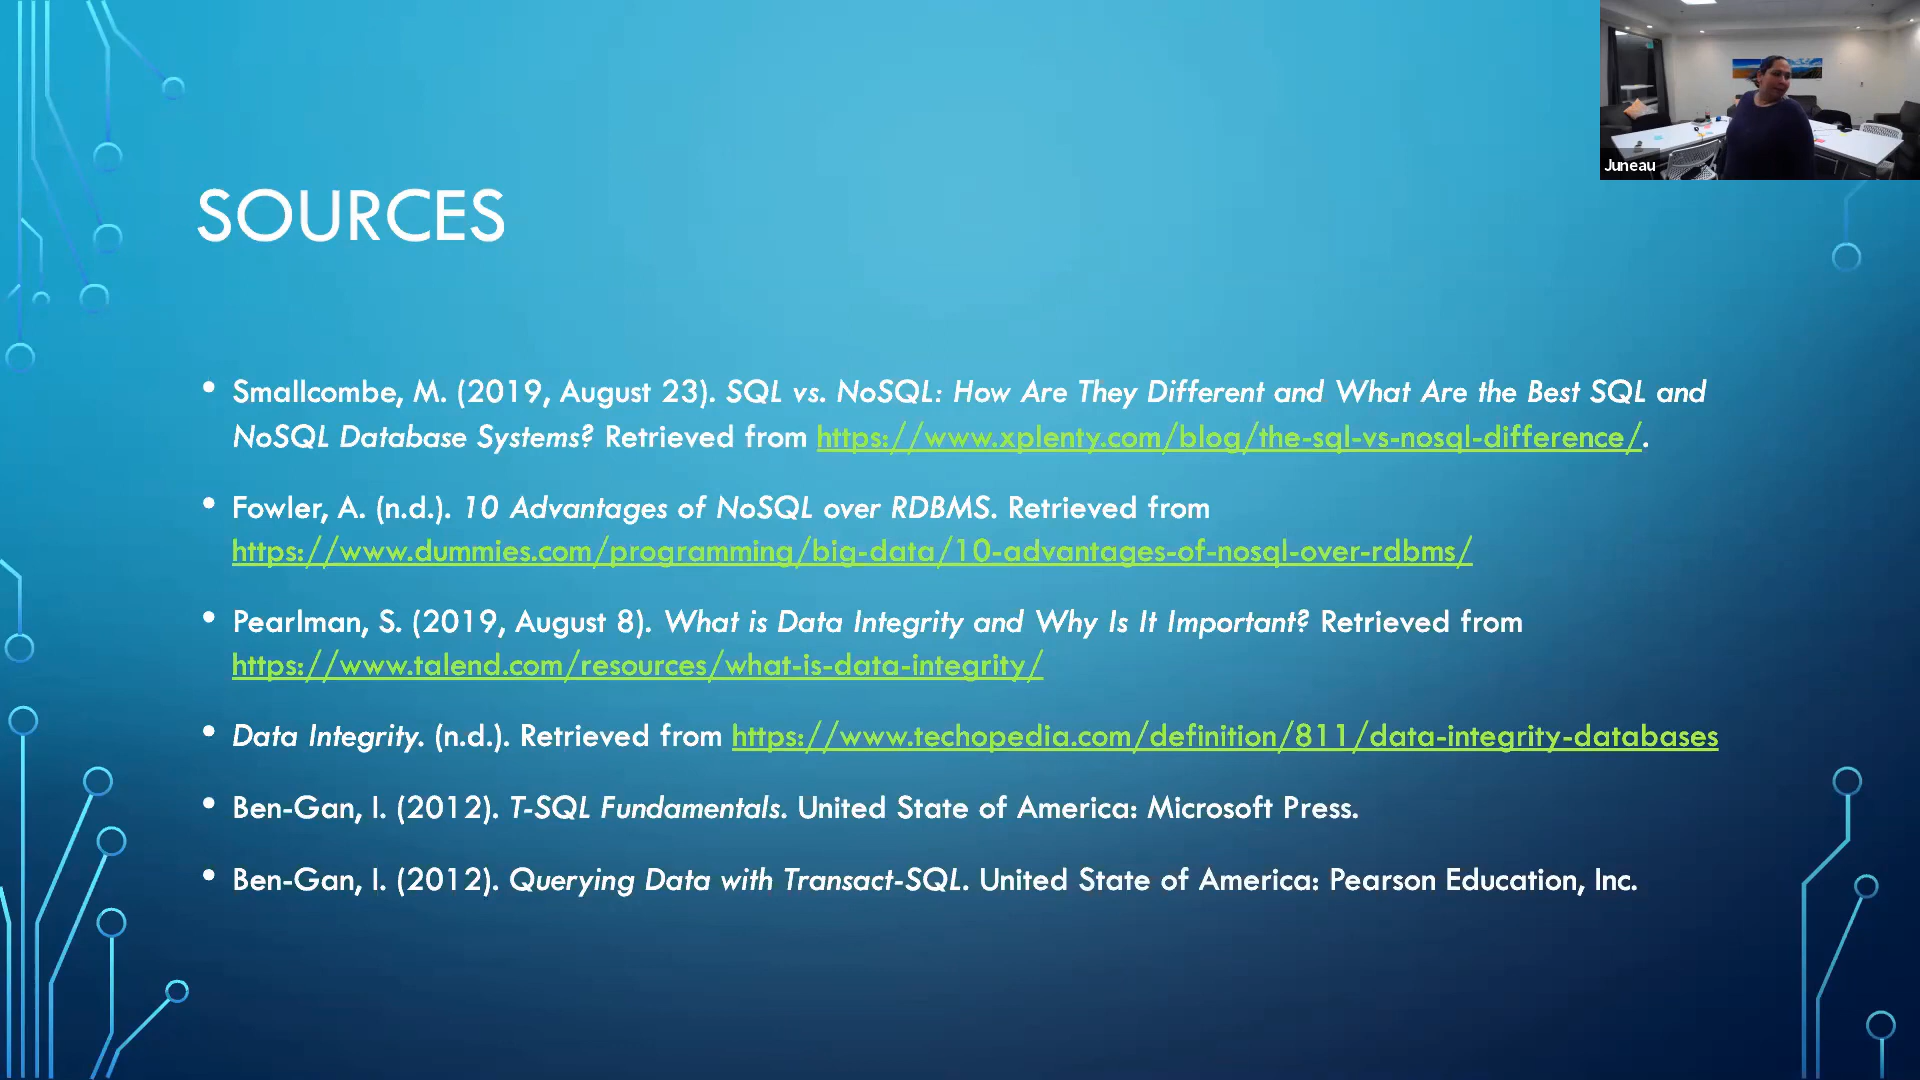 Juneau
SOURCES
• Smallcombe, M. (2019, August 23). SQL vs. NoSQL: How Are They Different and What Are the Best SQL and
NoSQL Database Systems? Retrieved from https://www.xplenty.com/blog/the-sql-vs-nosql-difference/.
• Fowler, A. (n.d.). 10 Advantages of NoSQL over RDBMS. Retrieved from
https://www.dummies.com/programming/big-data/10-advantages-of-nosql-over-rdbms/
• Pearlman, S. (2019, August 8). What is Data Integrity and Why Is It Important? Retrieved from
https://www.talend.com/resources/what-is-data-integrity/
• Data Integrity. (n.d.). Retrieved from https://www.techopedia.com/definition/811/data-integrity-databases
• Ben-Gan, I. (2012). T-SQL Fundamentals. United State of America: Microsoft Press.
• Ben-Gan, I. (2012). Querying Data with Transact-SQL. United State of America: Pearson Education, Inc.